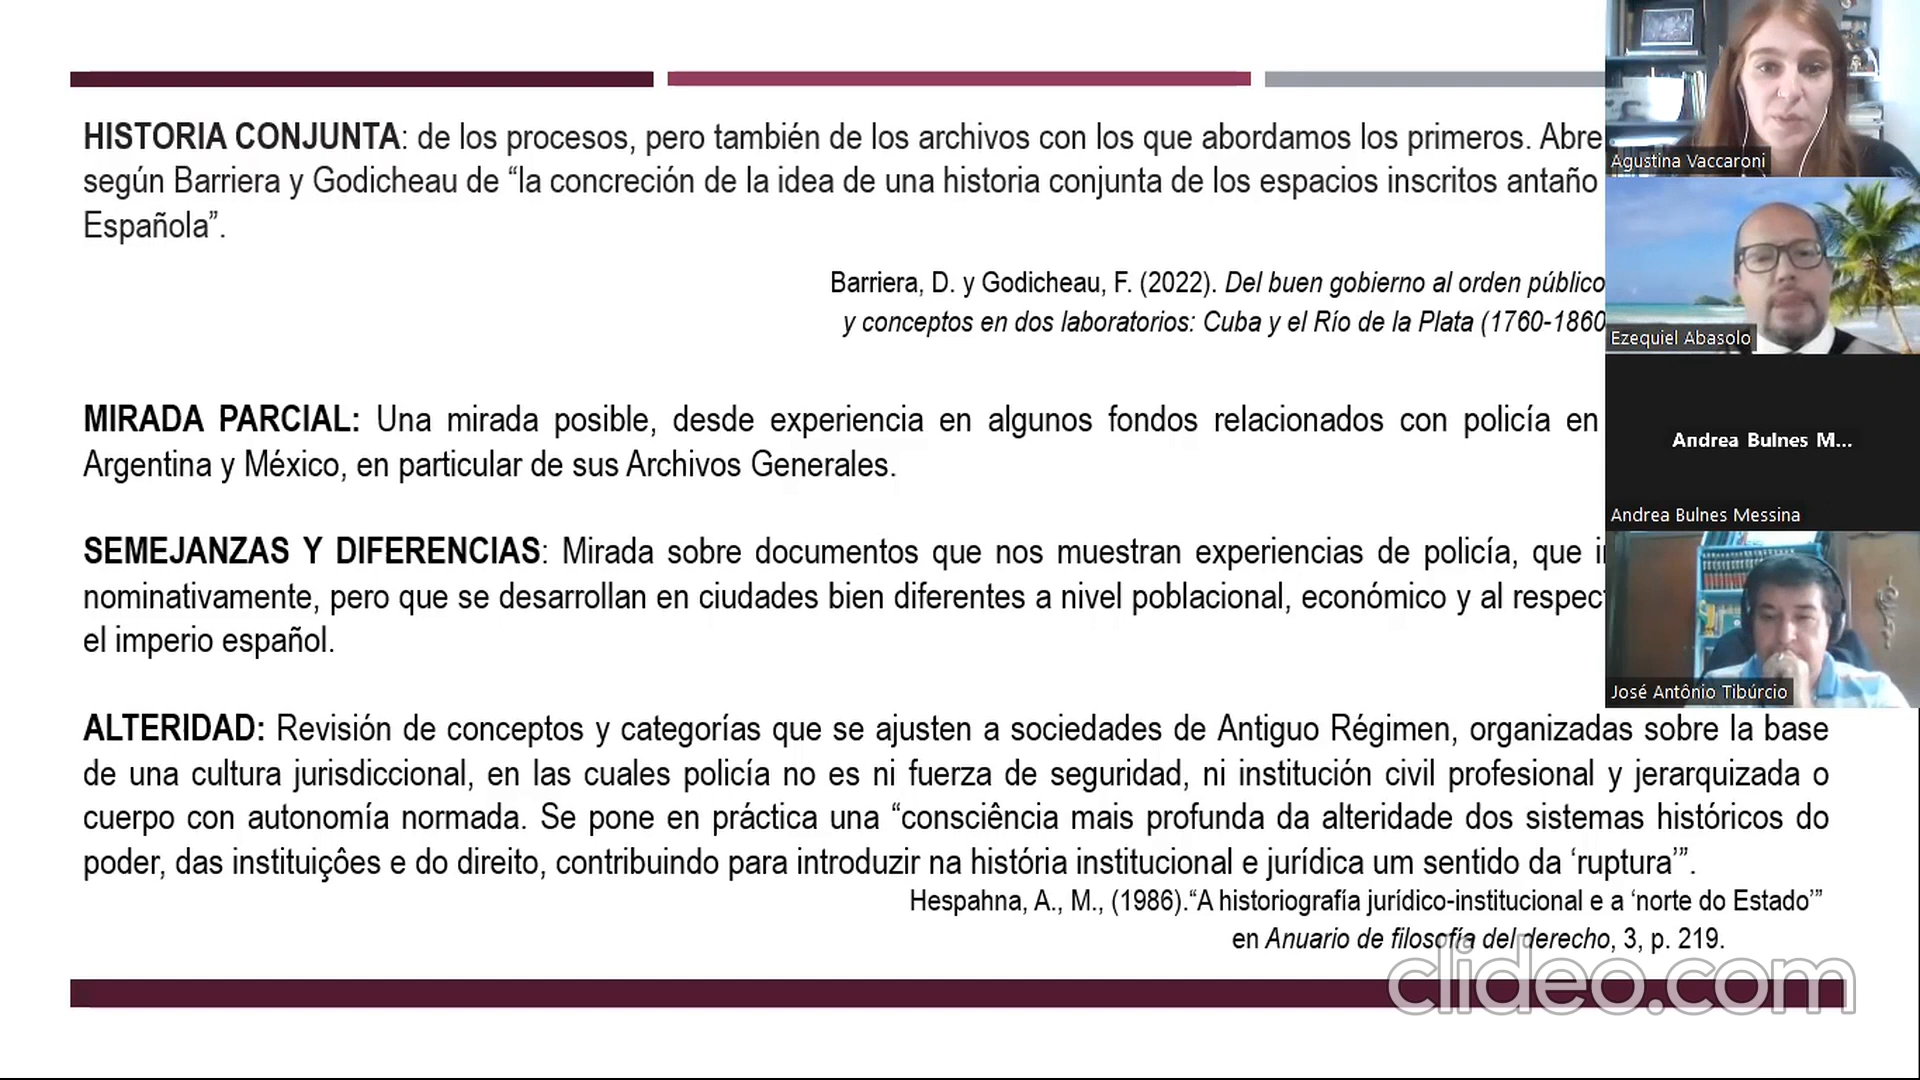 HISTORIA CONJUNTA: de los procesos, pero también de los archivos con los que abordamos los primeros. Abre
según Barriera y Godicheau de “la concreción de la idea de una historia conjunta de los espacios inscritos antaño
Española”.
Barriera, D. y Godicheau, F. (2022). Del buen gobierno al orden público
y conceptos en dos laboratorios: Cuba y el Río de la Plata (1760-1860
MIRADA PARCIAL: Una mirada posible, desde experiencia en algunos fondos relacionados con policía en
Argentina y México, en particular de sus Archivos Generales.
SEMEJANZAS Y DIFERENCIAS: Mirada sobre documentos que nos muestran experiencias de policía, que
nominativamente, pero que se desarrollan en ciudades bien diferentes a nivel poblacional, económico y al
el imperio español.
ALTERIDAD: Revisión de conceptos y categorías que se ajusten a sociedades de Antiguo Régimen, organizadas sobre la base
de una cultura jurisdiccional, en las cuales policía no es ni fuerza de seguridad, ni institución civil profesional y jerarquizada o
cuerpo con autonomía normada. Se pone en práctica una “consciência mais profunda da alteridade dos sistemas históricos do
poder, das instituiçôes e do direito, contribuindo para introduzir na história institucional e jurídica um sentido da ‘ruptura’”.
Hespahna, A., M., (1986).“A historiografía jurídico-institucional e a ‘norte do Estado’”
en Anuario de filosofía del derecho, 3, p. 219.
Agustina Vaccaroni
Ezequiel Abasolo
Andrea Bulnes M...
Andrea Bulnes Messina
José Antônio Tibúrcio
clideo.com